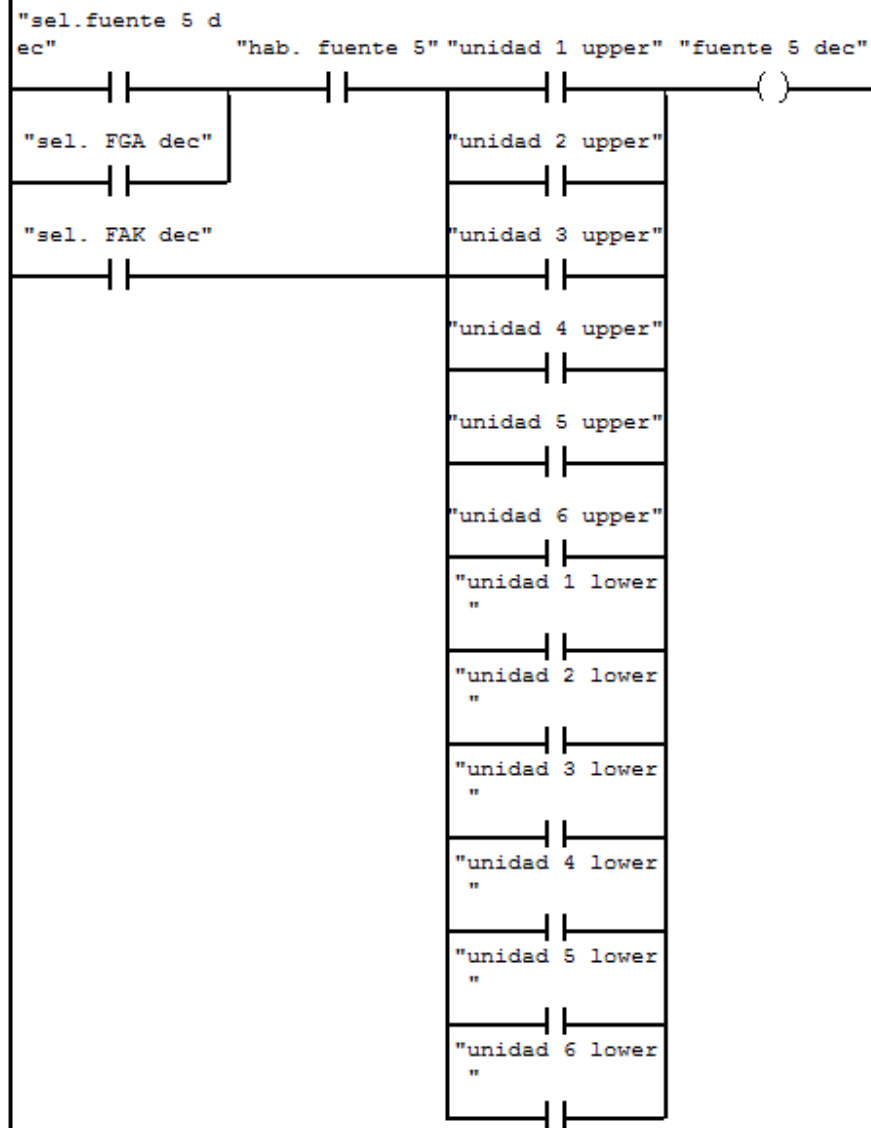 "sel.fuente 5 d
ec"
"hab. fuente 5"
"unidad 1 upper"
"fuente 5 dec"
"sel. FGA dec"
"unidad 2 upper"
"sel. FAK dec"
"unidad 3 upper"
"unidad 4 upper"
"unidad 5 upper"
"unidad 6 upper"
"unidad 1 lower
"
"unidad 2 lower
"
"unidad 3 lower
"
"unidad 4 lower
"
"unidad 5 lower
"
"unidad 6 lower
"